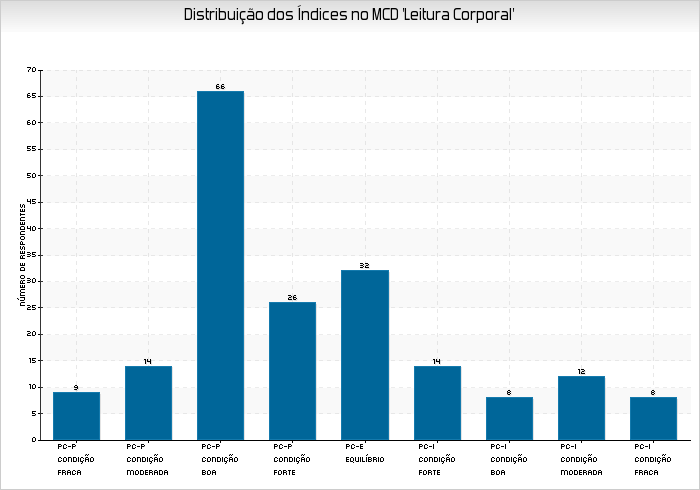 Distribuição dos Índices no MCD 'Leitura Corporal'
NÚMERO DE RESPONDENTES
70
65
60
55
50
45
40
35
30
25
20
15
10
5
0
9
14
66
26
32
14
8
12
8
PC-P CONDIÇÃO FRACA
PC-P CONDIÇÃO MODERADA
PC-P CONDIÇÃO BOA
PC-P CONDIÇÃO FORTE
PC-E EQUILÍBRIO
PC-I CONDIÇÃO FORTE
PC-I CONDIÇÃO BOA
PC-I CONDIÇÃO MODERADA
PC-I CONDIÇÃO FRACA